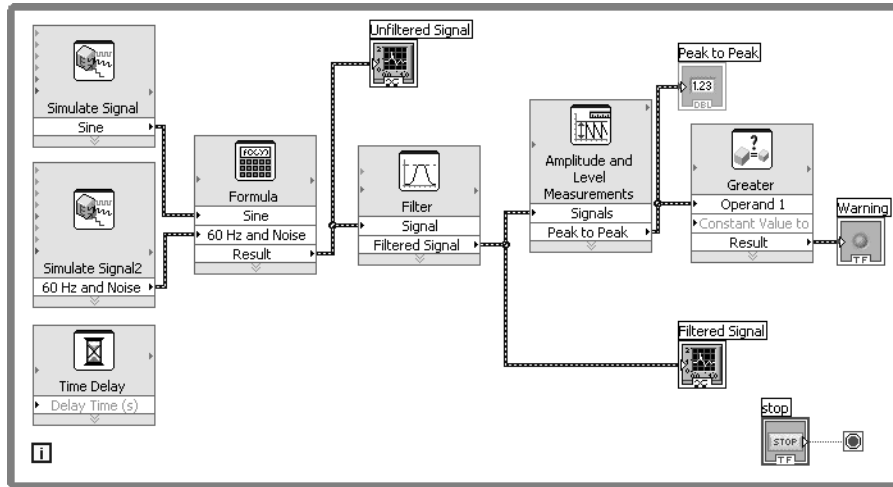 Simulate Signal
Sine
Simulate Signal2
60 Hz and Noise
Time Delay
Delay Time (s)
i
f(x,y)
Formula
Sine
60 Hz and Noise
Result
Unfiltered Signal
Filter
Signal
Filtered Signal
Amplitude and
Level
Measurements
Signals
Peak to Peak
Peak to Peak
1.23
DBL
?
Greater
Operand 1
Constant Value to
Result
Warning
TF
Filtered Signal
stop
STOP
TF